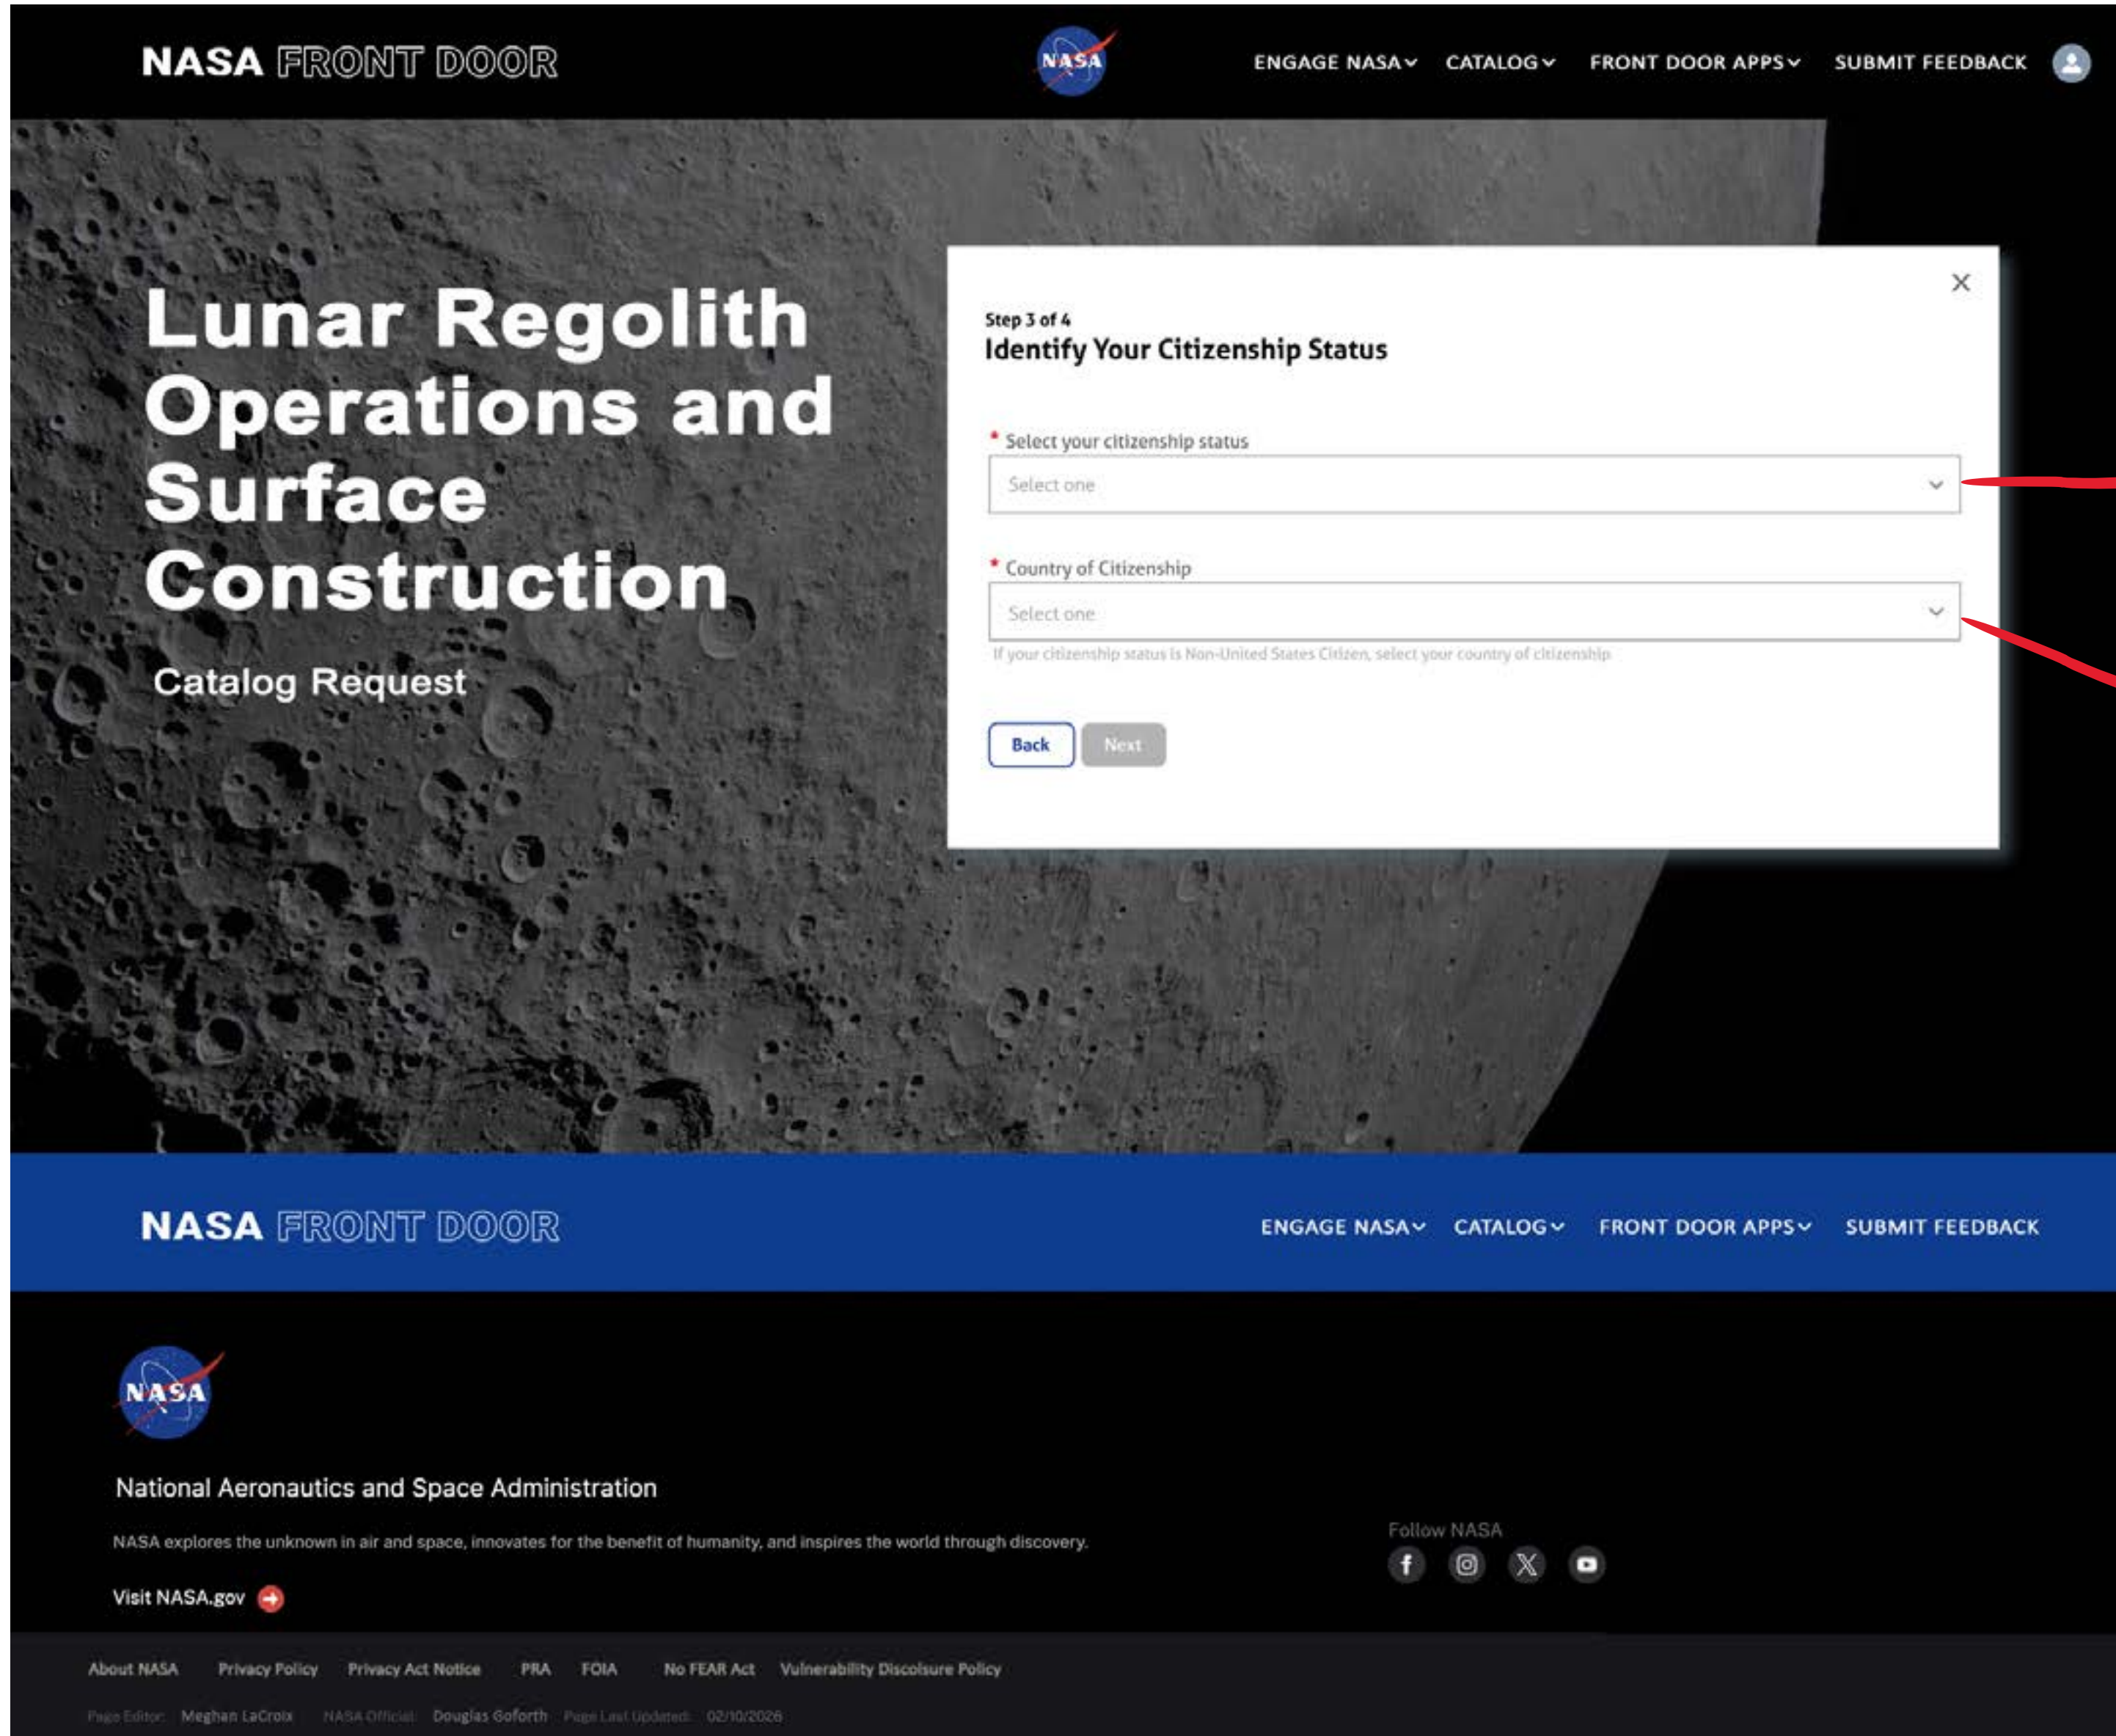 NASA FRONT DOOR
NASA
ENGAGE NASA
CATALOG
FRONT DOOR APPS
SUBMIT FEEDBACK
Lunar Regolith
Operations and
Surface
Construction
Catalog Request
Step 3 of 4
Identify Your Citizenship Status
* Select your citizenship status
Select one
* Country of Citizenship
Select one
If your citizenship status is Non-United States Citizen, select your country of citizenship.
Back
Next
NASA FRONT DOOR
ENGAGE NASA
CATALOG
FRONT DOOR APPS
SUBMIT FEEDBACK
NASA
National Aeronautics and Space Administration
NASA explores the unknown in air and space, innovates for the benefit of humanity, and inspires the world through discovery.
Visit NASA.gov
Follow NASA
About NASA Privacy Policy Privacy Act Notice PRA FOIA No FEAR Act Vulnerability Discolsure Policy
Page Editor: Meghan LaCroix NASA Official: Douglas Goforth Page Last Updated: 02/10/2026